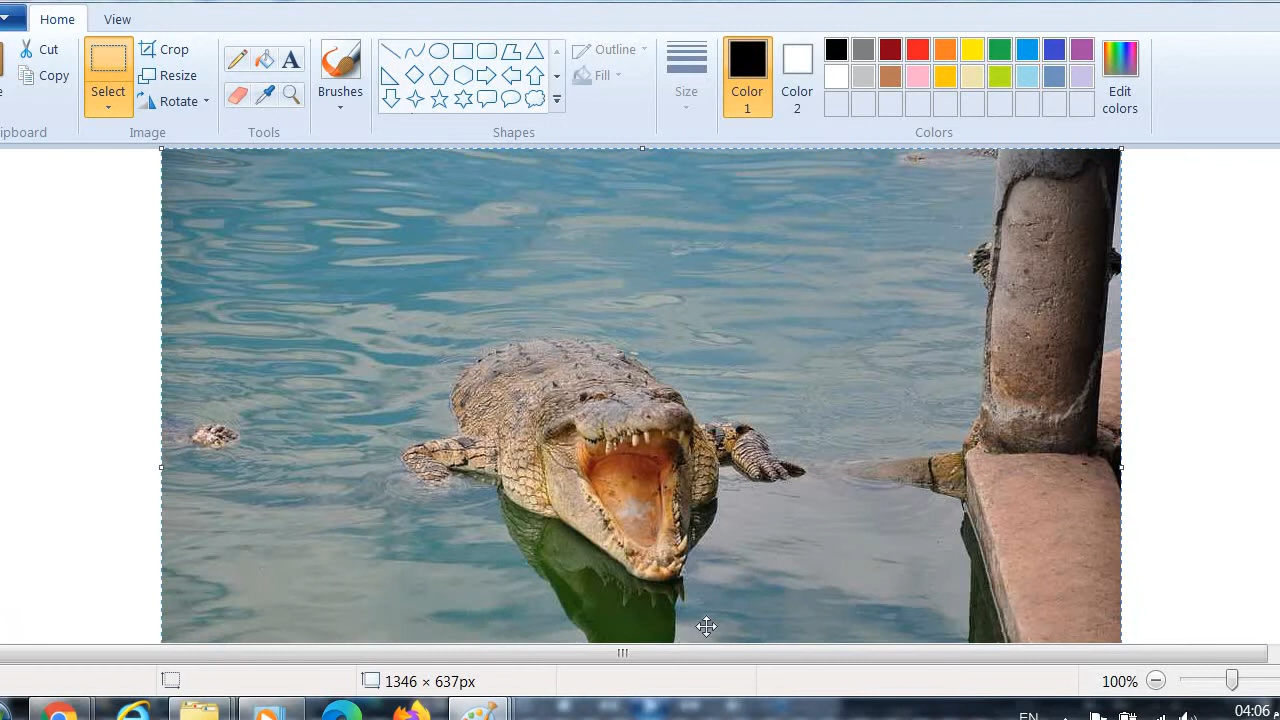 Home View
Cut
Copy
Select
Crop
Resize
Rotate
Brushes
Outline
Fill
Size
Color
1
Color
2
Edit
colors
ipboard Image Tools Shapes Colors
1346 × 637px 100%
EN 04:06